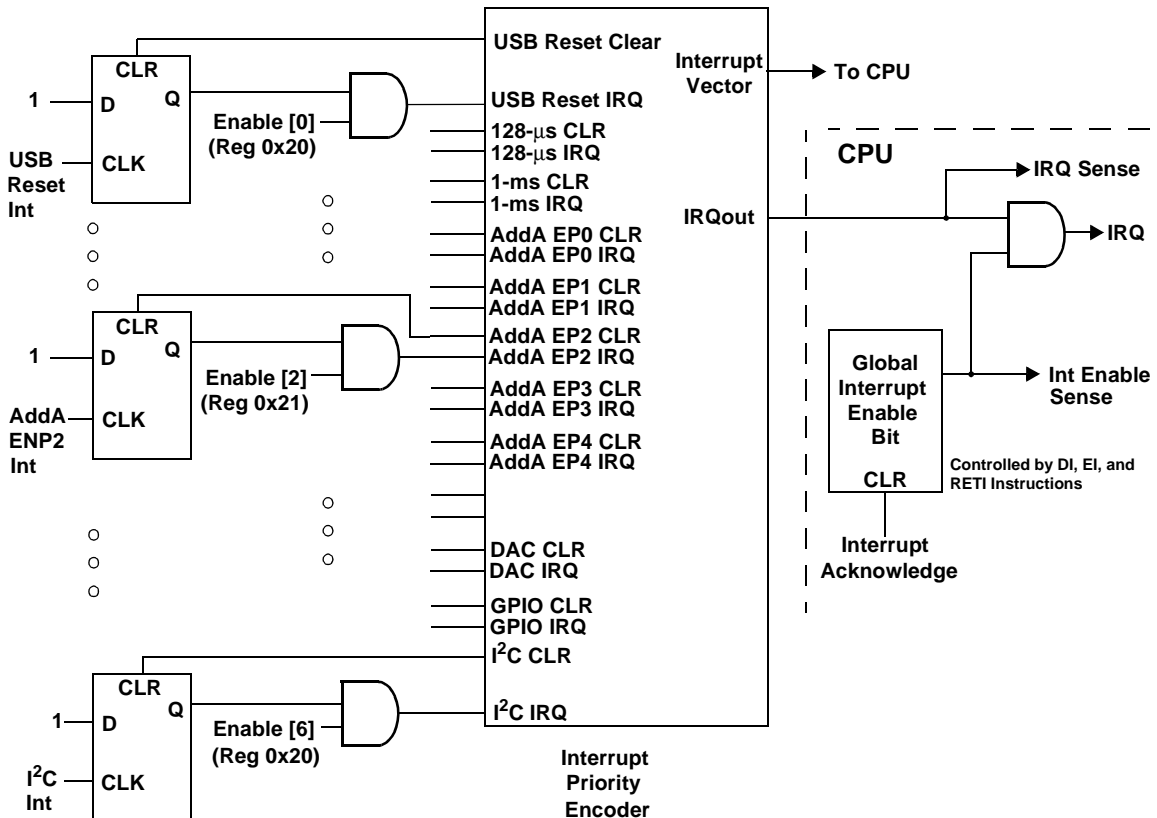 CLR
D
Q
CLK
1
USB
Reset
Int
Enable [0]
(Reg 0x20)
CLR
D
Q
CLK
1
AddA
ENP2
Int
Enable [2]
(Reg 0x21)
CLR
D
Q
CLK
1
I²C
Int
Enable [6]
(Reg 0x20)
USB Reset Clear
USB Reset IRQ
128-μs CLR
128-μs IRQ
1-ms CLR
1-ms IRQ
AddA EP0 CLR
AddA EP0 IRQ
AddA EP1 CLR
AddA EP1 IRQ
AddA EP2 CLR
AddA EP2 IRQ
AddA EP3 CLR
AddA EP3 IRQ
AddA EP4 CLR
AddA EP4 IRQ
DAC CLR
DAC IRQ
GPIO CLR
GPIO IRQ
I²C CLR
I²C IRQ
Interrupt
Vector
IRQout
Interrupt
Priority
Encoder
To CPU
CPU
IRQ Sense
IRQ
Global
Interrupt
Enable
Bit
CLR
Int Enable
Sense
Controlled by DI, EI, and
RETI Instructions
Interrupt
Acknowledge